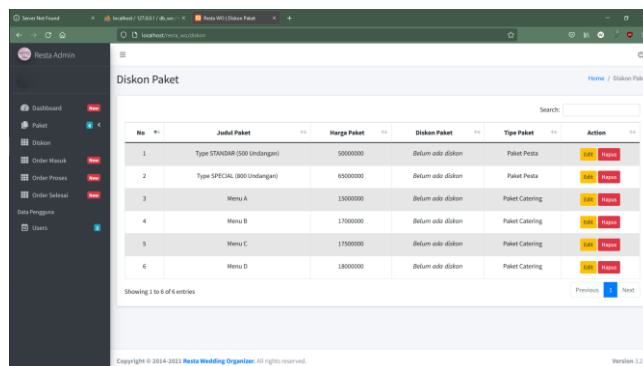 Server Not Found
localhost / 127.0.0.1 / db_wo /
Resta WO | Diskon Paket
localhost/resta_wo/diskon
Resta Admin
Diskon Paket
Home / Diskon Pak
Dashboard New
Paket
Diskon
Order Masuk New
Order Proses New
Order Selesai New
Data Pengguna
Users
Search:
No Judul Paket Harga Paket Diskon Paket Tipe Paket Action
1 Type STANDAR (500 Undangan) 50000000 Belum ada diskon Paket Pesta Edit Hapus
2 Type SPECIAL (800 Undangan) 65000000 Belum ada diskon Paket Pesta Edit Hapus
3 Menu A 15000000 Belum ada diskon Paket Catering Edit Hapus
4 Menu B 17000000 Belum ada diskon Paket Catering Edit Hapus
5 Menu C 17500000 Belum ada diskon Paket Catering Edit Hapus
6 Menu D 18000000 Belum ada diskon Paket Catering Edit Hapus
Showing 1 to 6 of 6 entries
Previous 1 Next
Copyright © 2014-2021 Resta Wedding Organizer. All rights reserved.
Version 3.2